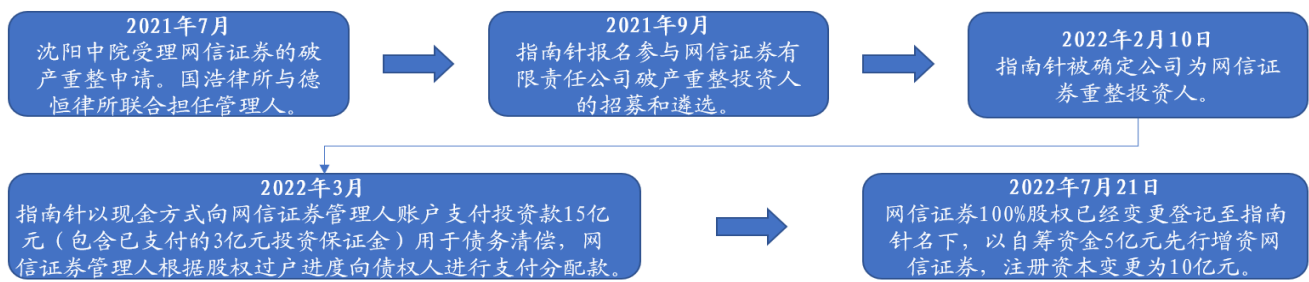 2021年7月
沈阳中院受理网信证券的破
产重整申请。国浩律所与德
恒律所联合担任管理人。
2021年9月
指南针报名参与网信证券有
限责任公司破产重整投资人
的招募和遴选。
2022年2月10日
指南针被确定公司为网信证
券重整投资人。
2022年3月
指南针以现金方式向网信证券管理人账户支付投资款15亿
元（包含已支付的3亿元投资保证金）用于债务清偿，网
信证券管理人根据股权过户进度向债权人进行支付分配款。
2022年7月21日
网信证券100%股权已经变更登记至指南
针名下，以自筹资金5亿元先行增资网
信证券，注册资本变更为10亿元。